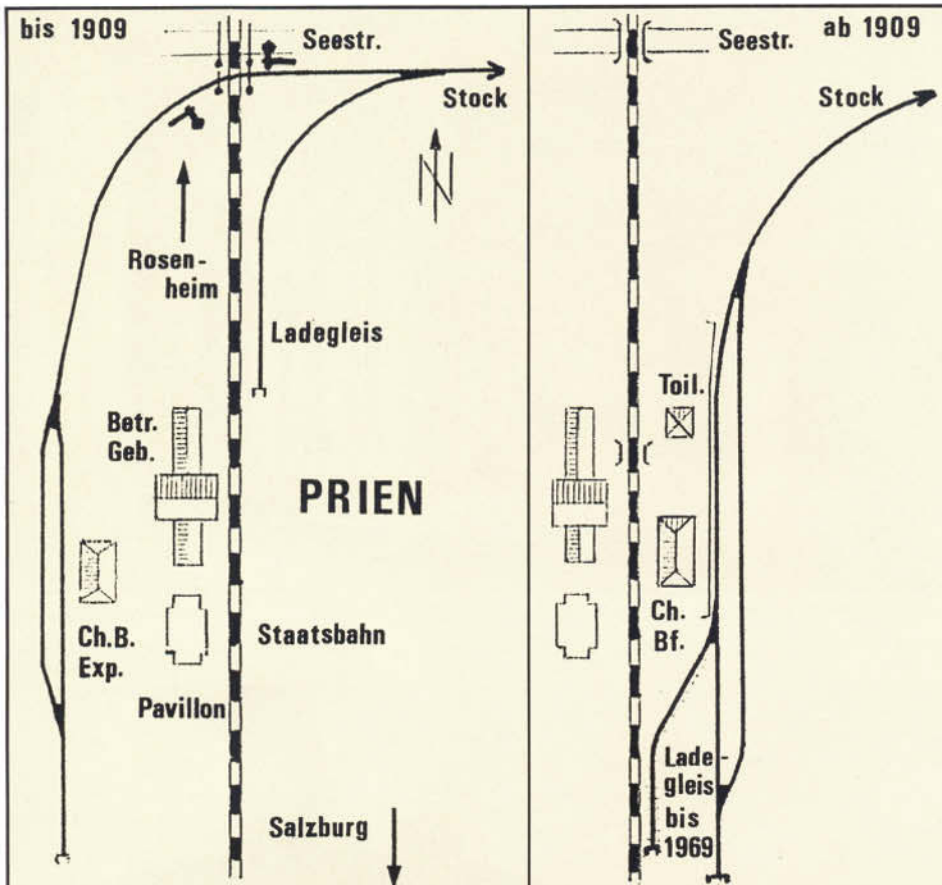 bis 1909
Seestr.
Stock
N
Rosen-
heim
Ladegleis
Betr.
Geb.
PRIEN
Ch.B.
Exp.
Staatsbahn
Pavillon
Salzburg
ab 1909
Seestr.
Stock
Toil.
Ch.
Bf.
Lade-
gleis
bis
1969